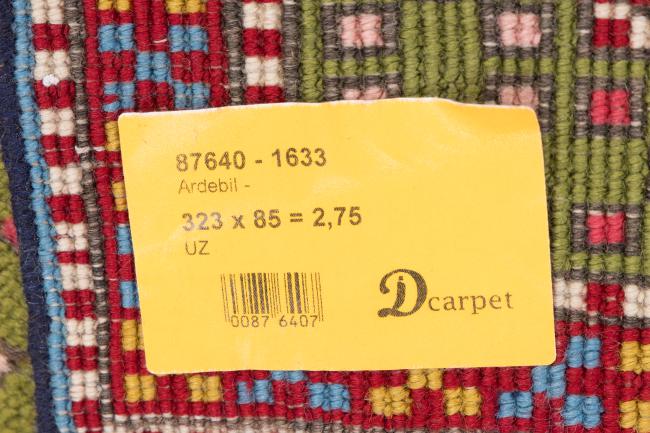 87640 - 1633
Ardebil -
323 x 85 = 2,75
UZ
0087 6407
Dcarpet